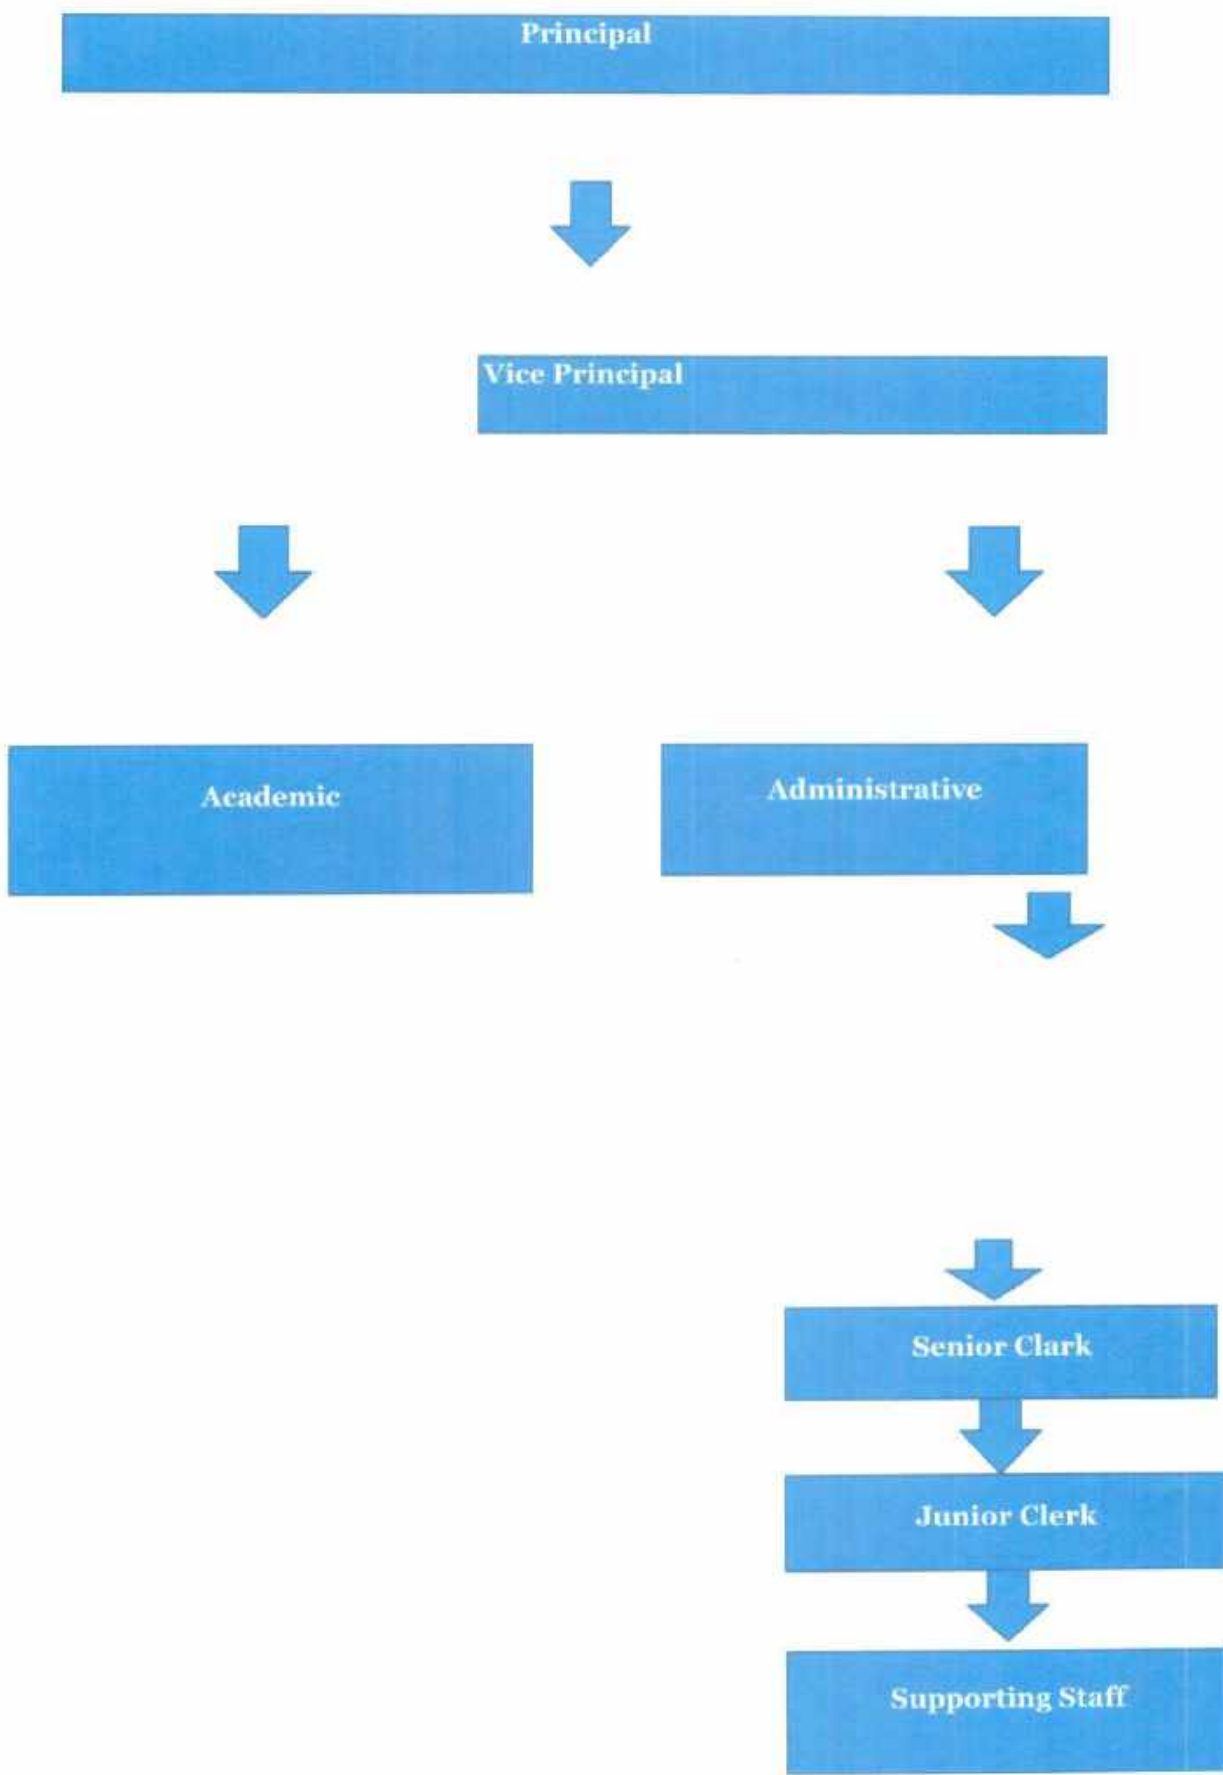 Principal
Vice Principal
Academic
Administrative
Senior Clark
Junior Clerk
Supporting Staff